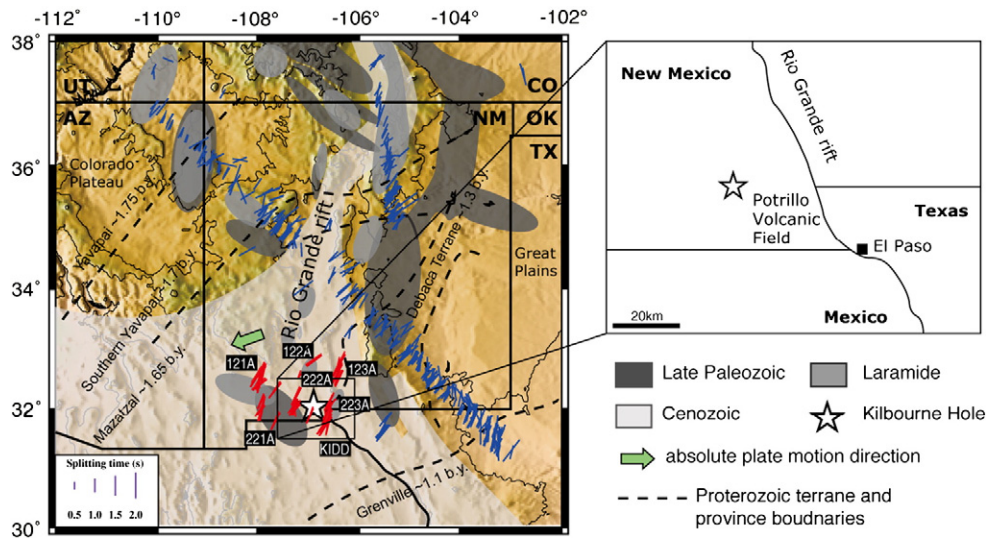 -112˚ -110˚ -108˚ -106˚ -104˚ -102˚
38˚
36˚
34˚
32˚
30˚
UT
CO
AZ
NM
OK
TX
Colorado
Plateau
Yavapai ~1.75 b.y.
Southern Yavapai ~1.7 b.y.
Mazatzal ~1.65 b.y.
Rio Grande rift
Debaca Terrane ~1.3 b.y.
Great
Plains
Grenville ~1.1 b.y.
121A
122A
123A
222A
223A
221A
KIDD
Splitting time (s)
0.5 1.0 1.5 2.0
New Mexico
Rio Grande rift
Potrillo
Volcanic
Field
Texas
El Paso
Mexico
20km
Late Paleozoic
Laramide
Cenozoic
Kilbourne Hole
absolute plate motion direction
Proterozoic terrane and
province boudnaries